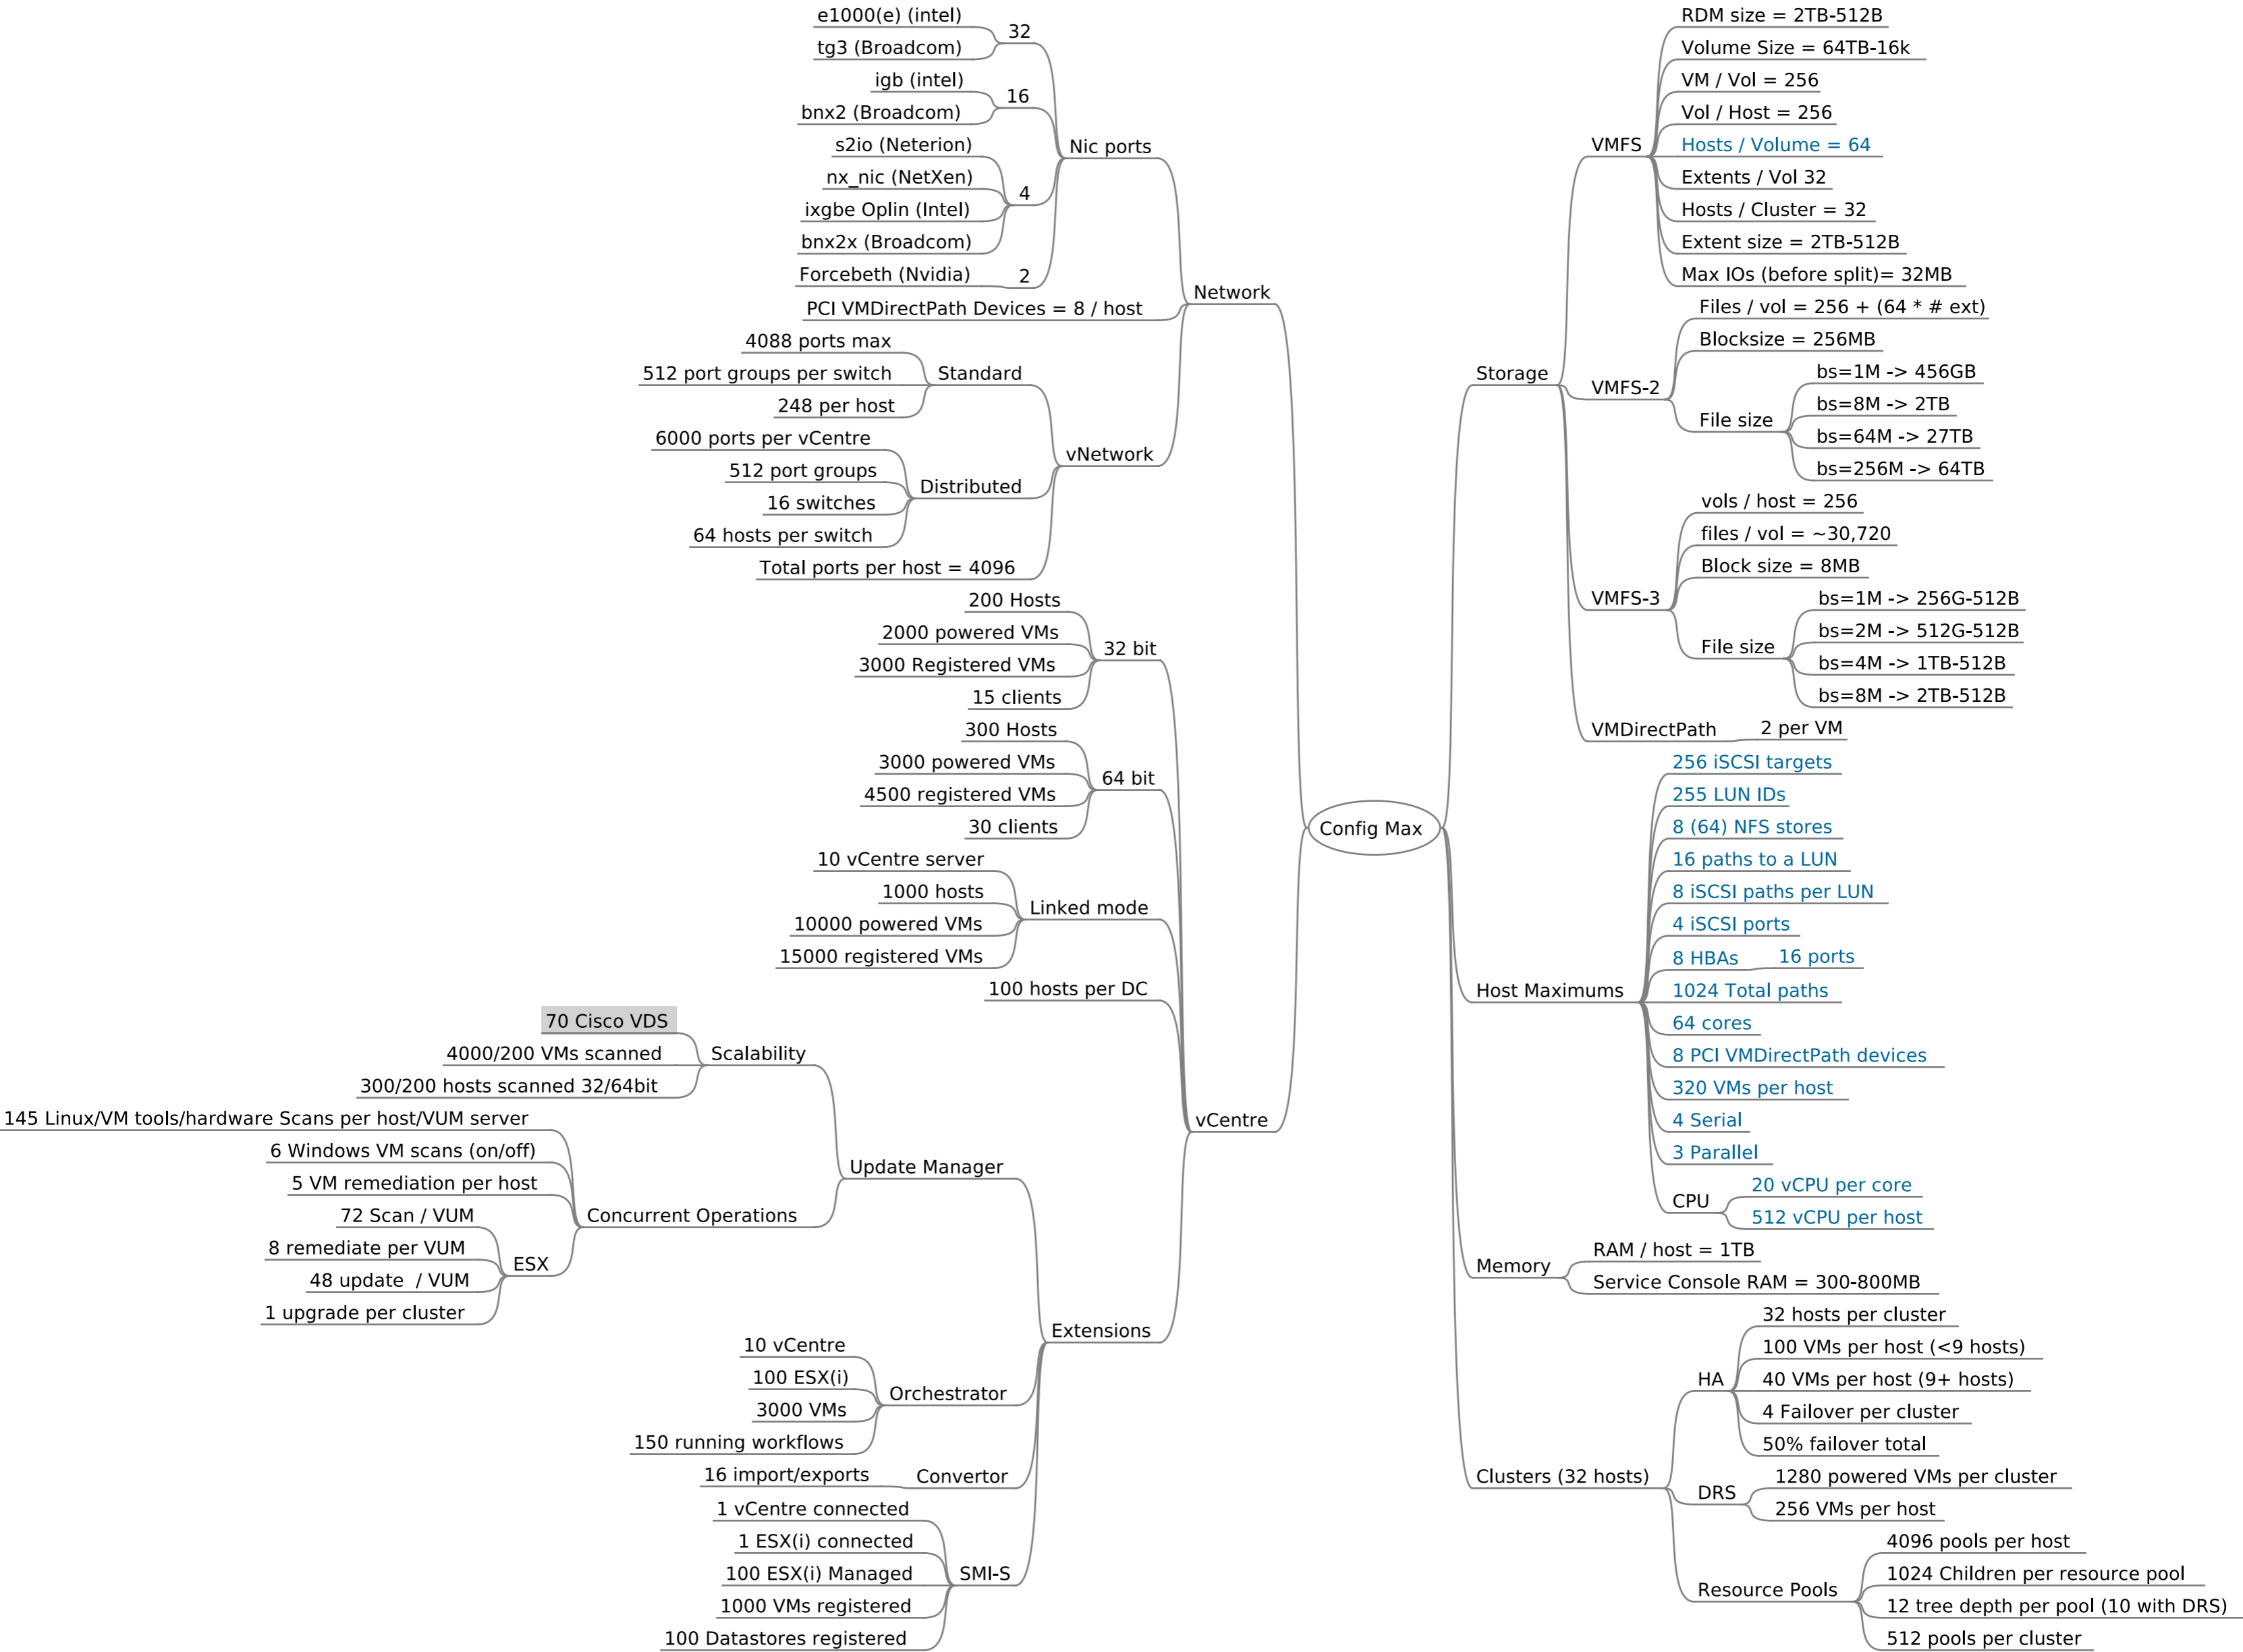 Config Max
Network
Nic ports
32
e1000(e) (intel)
tg3 (Broadcom)
16
igb (intel)
bnx2 (Broadcom)
4
s2io (Neterion)
nx_nic (NetXen)
ixgbe Oplin (Intel)
bnx2x (Broadcom)
2
Forcebeth (Nvidia)
PCI VMDirectPath Devices = 8 / host
vNetwork
Standard
4088 ports max
512 port groups per switch
248 per host
Distributed
6000 ports per vCentre
512 port groups
16 switches
64 hosts per switch
Total ports per host = 4096
vCentre
32 bit
200 Hosts
2000 powered VMs
3000 Registered VMs
15 clients
64 bit
300 Hosts
3000 powered VMs
4500 registered VMs
30 clients
Linked mode
10 vCentre server
1000 hosts
10000 powered VMs
15000 registered VMs
100 hosts per DC
Extensions
Update Manager
Scalability
70 Cisco VDS
4000/200 VMs scanned
300/200 hosts scanned 32/64bit
Concurrent Operations
145 Linux/VM tools/hardware Scans per host/VUM server
6 Windows VM scans (on/off)
5 VM remediation per host
ESX
72 Scan / VUM
8 remediate per VUM
48 update  / VUM
1 upgrade per cluster
Orchestrator
10 vCentre
100 ESX(i)
3000 VMs
150 running workflows
Convertor
16 import/exports
SMI-S
1 vCentre connected
1 ESX(i) connected
100 ESX(i) Managed
1000 VMs registered
100 Datastores registered
Storage
VMFS
RDM size = 2TB-512B
Volume Size = 64TB-16k
VM / Vol = 256
Vol / Host = 256
Hosts / Volume = 64
Extents / Vol 32
Hosts / Cluster = 32
Extent size = 2TB-512B
Max IOs (before split)= 32MB
VMFS-2
Files / vol = 256 + (64 * # ext)
Blocksize = 256MB
File size
bs=1M -> 456GB
bs=8M -> 2TB
bs=64M -> 27TB
bs=256M -> 64TB
VMFS-3
vols / host = 256
files / vol = ~30,720
Block size = 8MB
File size
bs=1M -> 256G-512B
bs=2M -> 512G-512B
bs=4M -> 1TB-512B
bs=8M -> 2TB-512B
VMDirectPath
2 per VM
Host Maximums
256 iSCSI targets
255 LUN IDs
8 (64) NFS stores
16 paths to a LUN
8 iSCSI paths per LUN
4 iSCSI ports
8 HBAs
16 ports
1024 Total paths
64 cores
8 PCI VMDirectPath devices
320 VMs per host
4 Serial
3 Parallel
CPU
20 vCPU per core
512 vCPU per host
Memory
RAM / host = 1TB
Service Console RAM = 300-800MB
Clusters (32 hosts)
HA
32 hosts per cluster
100 VMs per host (<9 hosts)
40 VMs per host (9+ hosts)
4 Failover per cluster
50% failover total
DRS
1280 powered VMs per cluster
256 VMs per host
Resource Pools
4096 pools per host
1024 Children per resource pool
12 tree depth per pool (10 with DRS)
512 pools per cluster